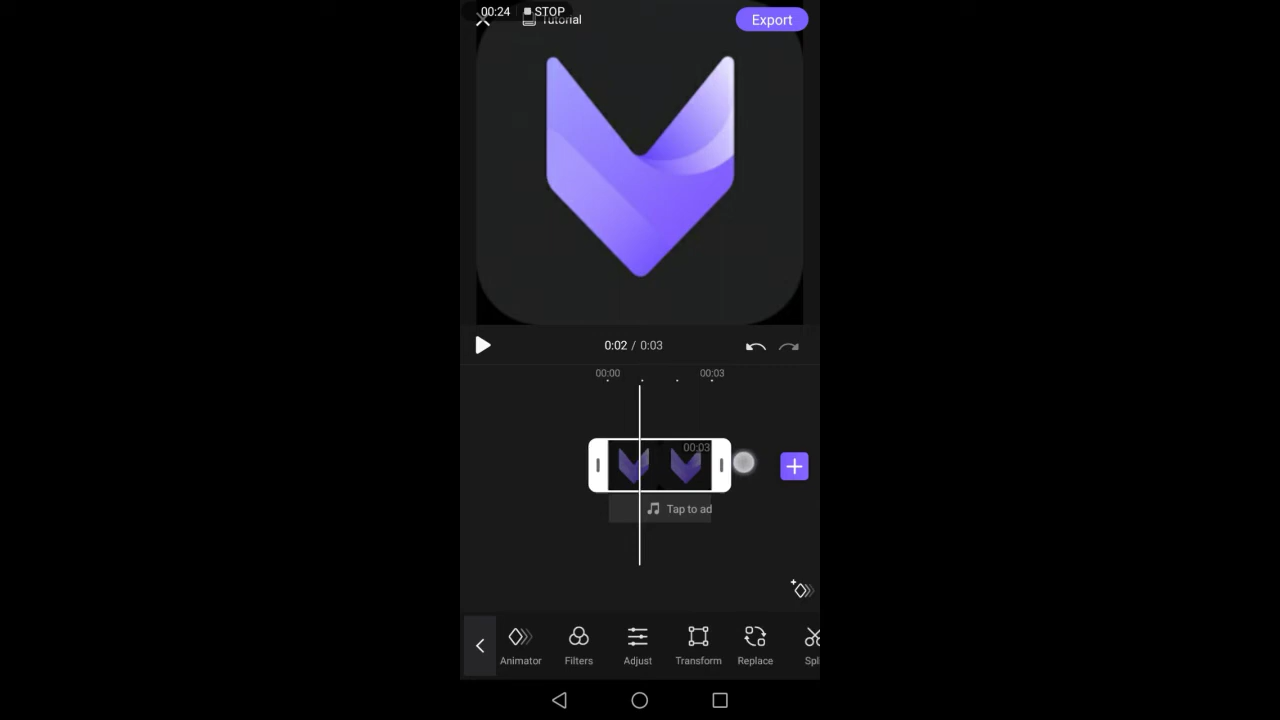 00:24 STOP
Tutorial
Export
0:02 / 0:03
00:00 00:03
00:03
Tap to ad
Animator Filters Adjust Transform Replace Spl